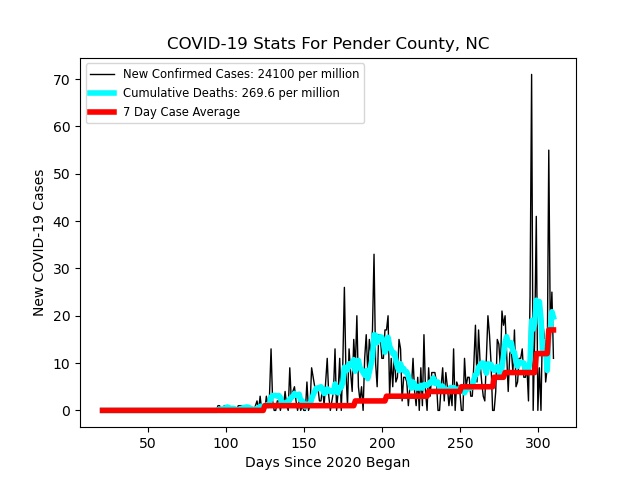 COVID-19 Stats For Pender County, NC
New Confirmed Cases: 24100 per million
Cumulative Deaths: 269.6 per million
7 Day Case Average
New COVID-19 Cases
70
60
50
40
30
20
10
0
50 100 150 200 250 300
Days Since 2020 Began